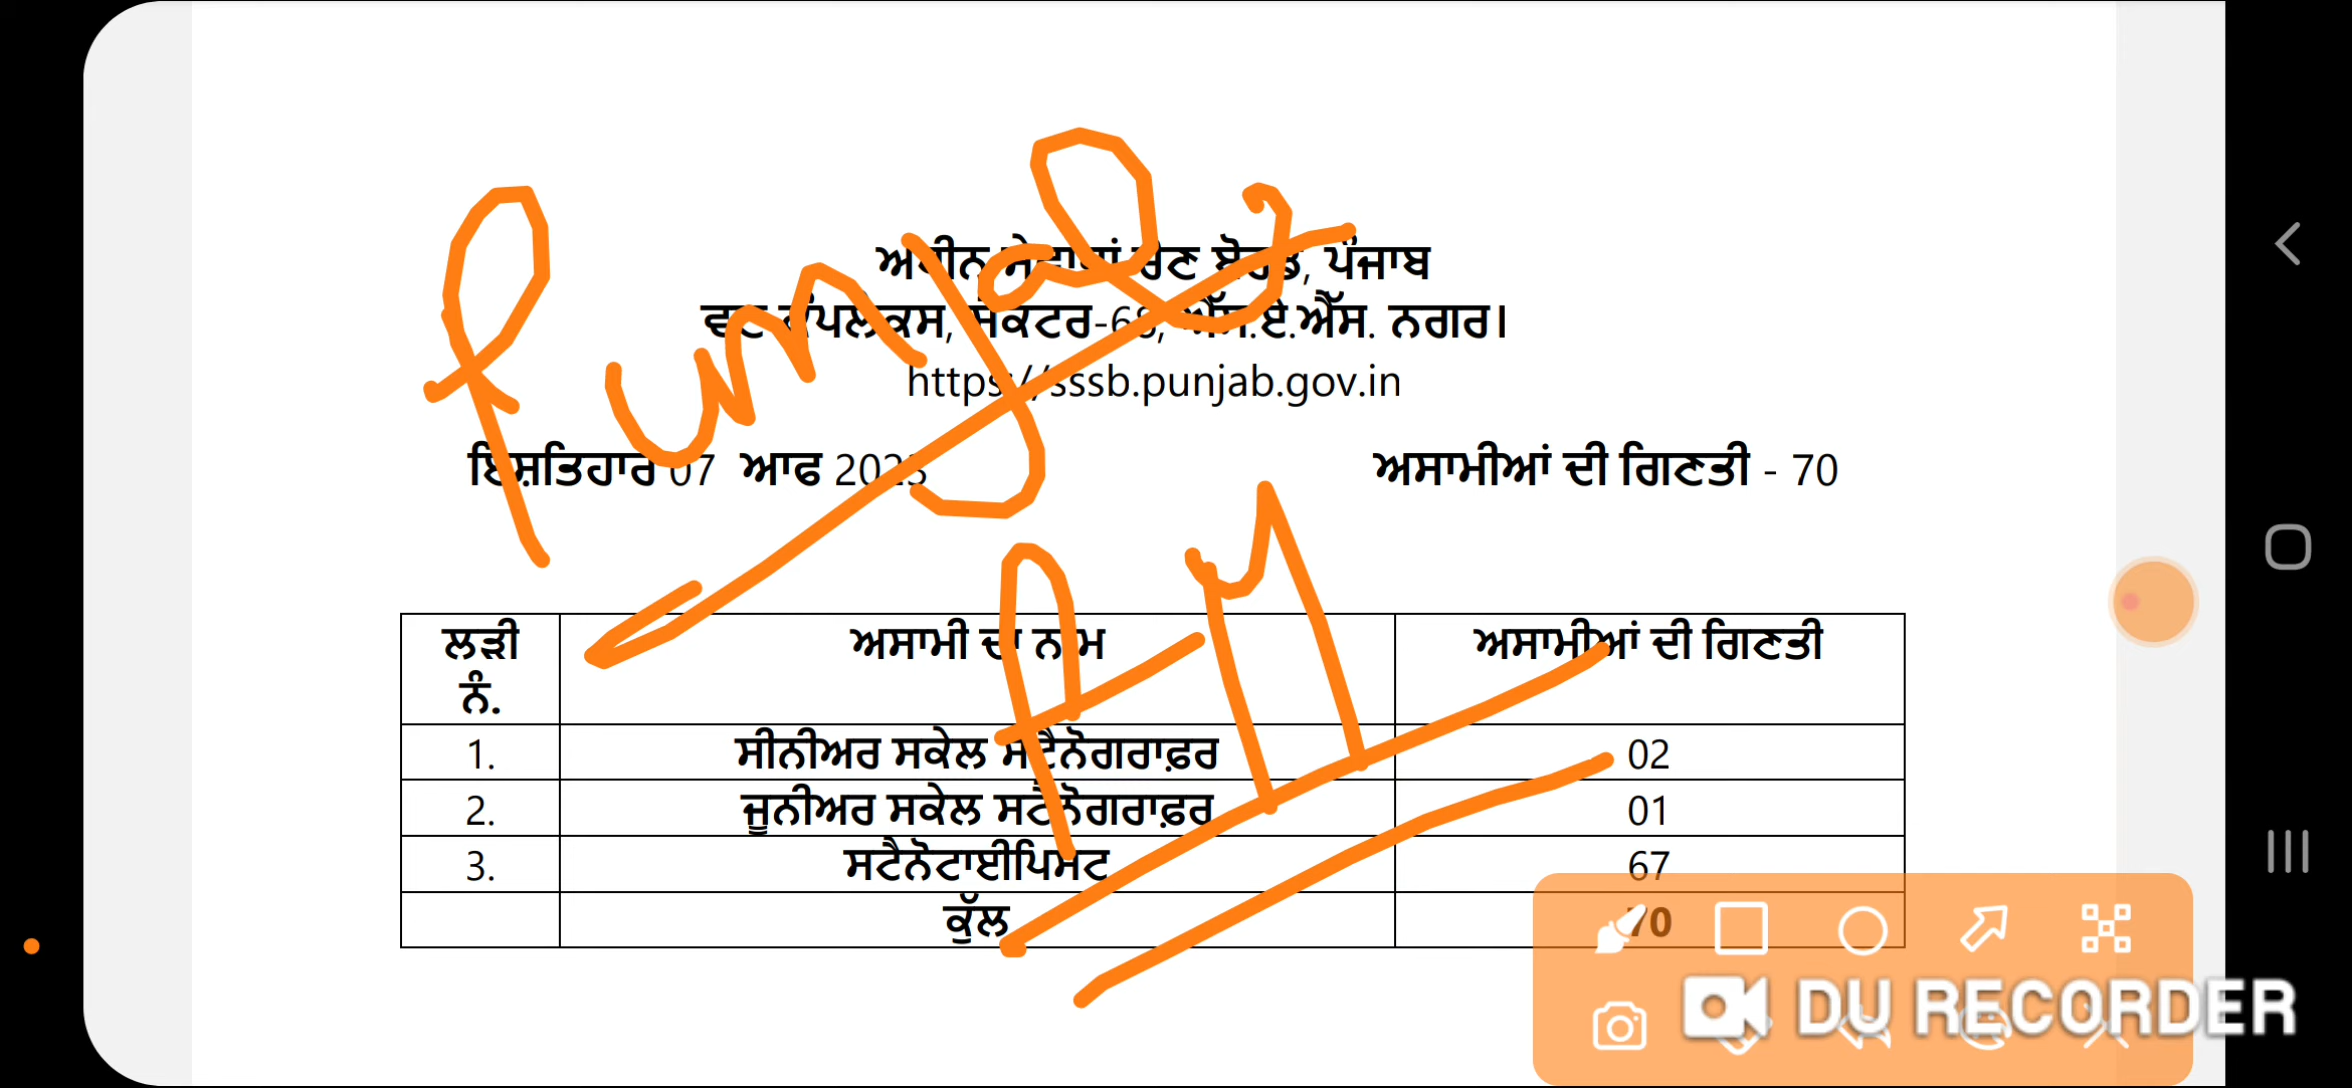 ਅਧੀਨ ਸੇਵਾਵਾਂ ਚੋਣ ਬੋਰਡ, ਪੰਜਾਬ
ਵਣ ਕੰਪਲੈਕਸ, ਸੈਕਟਰ-68, ਐੱਸ.ਏ.ਐੱਸ. ਨਗਰ।
https://sssb.punjab.gov.in
ਇਸ਼ਤਿਹਾਰ 07 ਆਫ 2023 ਅਸਾਮੀਆਂ ਦੀ ਗਿਣਤੀ - 70
Punjab
PM
ਲੜੀ ਨੰ. ਅਸਾਮੀ ਦਾ ਨਾਮ ਅਸਾਮੀਆਂ ਦੀ ਗਿਣਤੀ
1. ਸੀਨੀਅਰ ਸਕੇਲ ਸਟੈਨੋਗਰਾਫ਼ਰ 02
2. ਜੂਨੀਅਰ ਸਕੇਲ ਸਟੈਨੋਗਰਾਫ਼ਰ 01
3. ਸਟੈਨੋਟਾਈਪਿਸਟ 67
ਕੁੱਲ 70
DU RECORDER